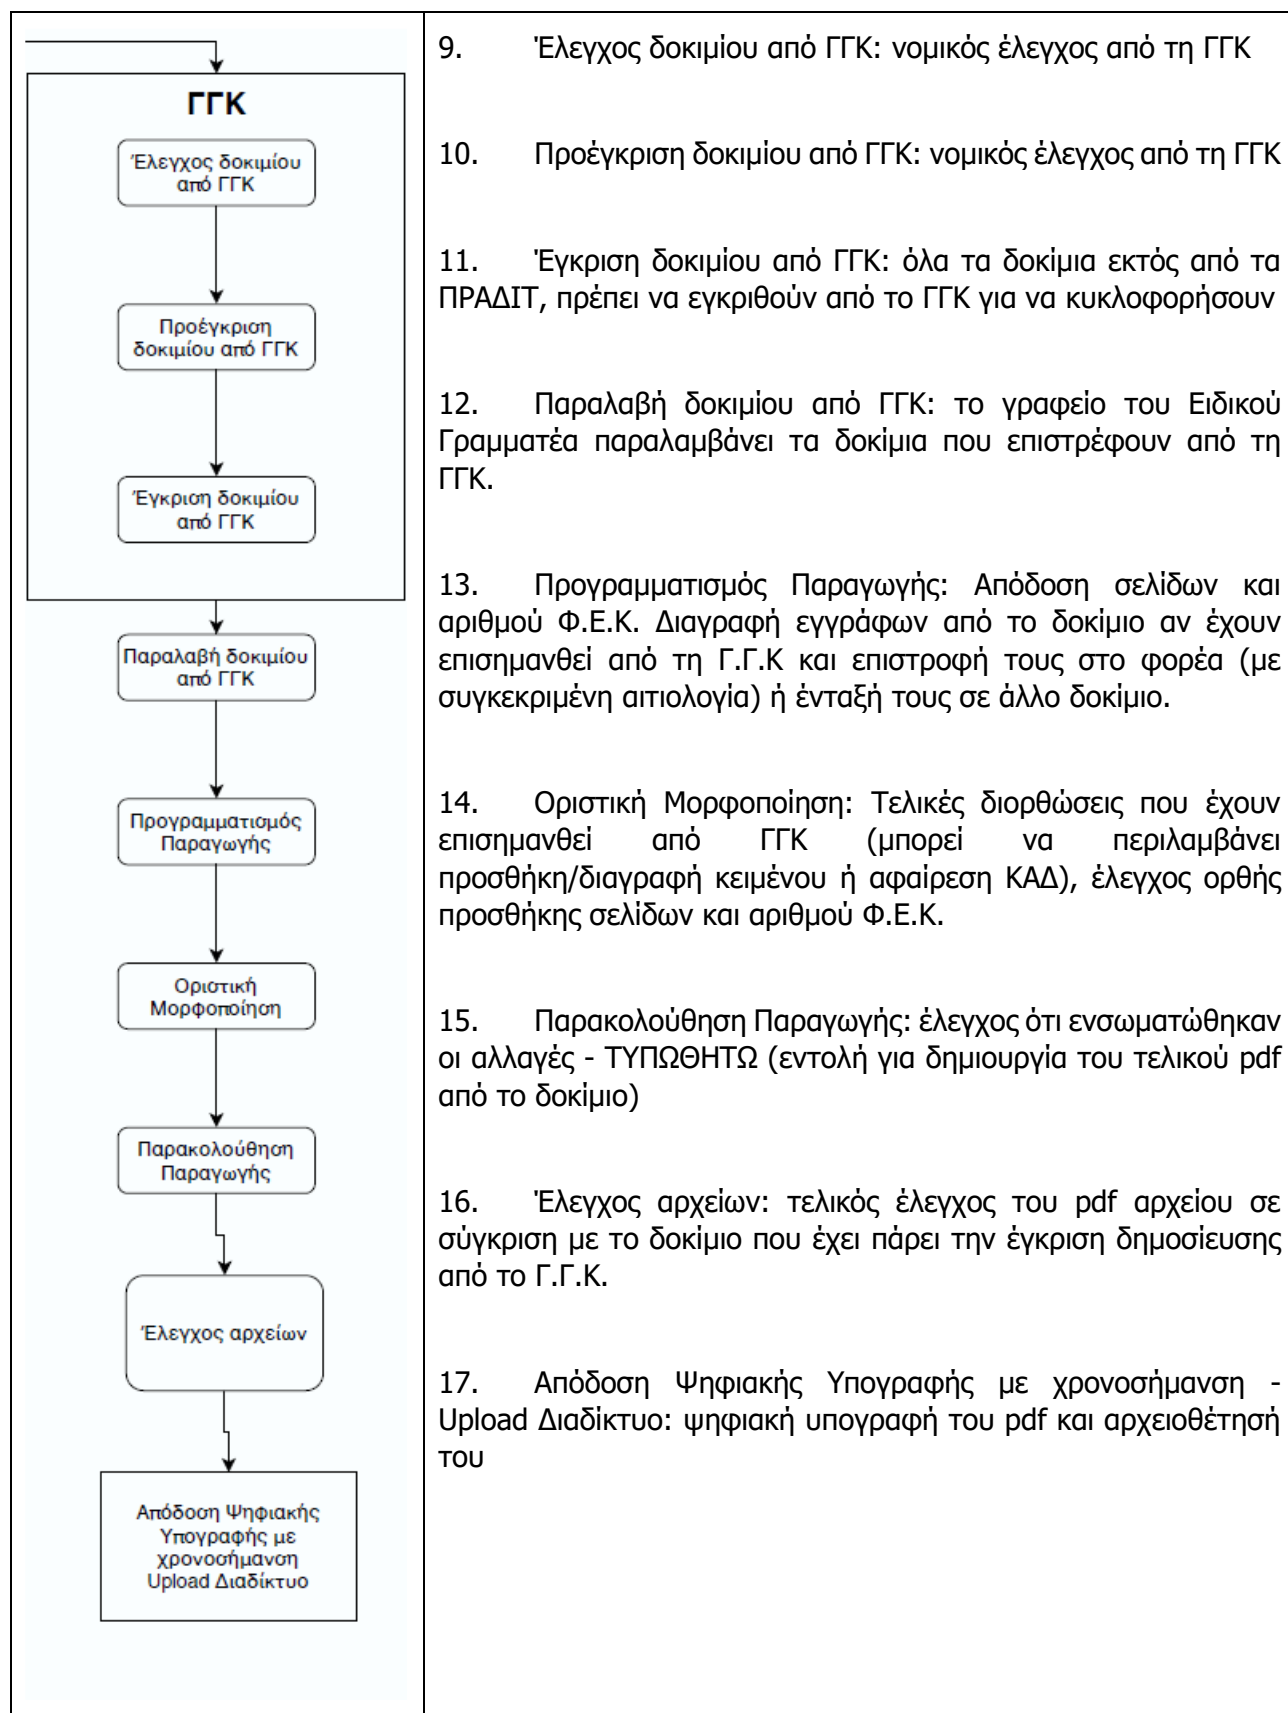 ΓΓΚ
Έλεγχος δοκιμίου
από ΓΓΚ
Προέγκριση
δοκιμίου από ΓΓΚ
Έγκριση δοκιμίου
από ΓΓΚ
Παραλαβή δοκιμίου
από ΓΓΚ
Προγραμματισμός
Παραγωγής
Οριστική
Μορφοποίηση
Παρακολούθηση
Παραγωγής
Έλεγχος αρχείων
Απόδοση Ψηφιακής
Υπογραφής με
χρονοσήμανση
Upload Διαδίκτυο
9. Έλεγχος δοκιμίου από ΓΓΚ: νομικός έλεγχος από τη ΓΓΚ
10. Προέγκριση δοκιμίου από ΓΓΚ: νομικός έλεγχος από τη ΓΓΚ
11. Έγκριση δοκιμίου από ΓΓΚ: όλα τα δοκίμια εκτός από τα
ΠΡΑΔΙΤ, πρέπει να εγκριθούν από το ΓΓΚ για να κυκλοφορήσουν
12. Παραλαβή δοκιμίου από ΓΓΚ: το γραφείο του Ειδικού
Γραμματέα παραλαμβάνει τα δοκίμια που επιστρέφουν από τη
ΓΓΚ.
13. Προγραμματισμός Παραγωγής: Απόδοση σελίδων και
αριθμού Φ.Ε.Κ. Διαγραφή εγγράφων από το δοκίμιο αν έχουν
επισημανθεί από τη Γ.Γ.Κ και επιστροφή τους στο φορέα (με
συγκεκριμένη αιτιολογία) ή ένταξή τους σε άλλο δοκίμιο.
14. Οριστική Μορφοποίηση: Τελικές διορθώσεις που έχουν
επισημανθεί από ΓΓΚ (μπορεί να περιλαμβάνει
προσθήκη/διαγραφή κειμένου ή αφαίρεση ΚΑΔ), έλεγχος ορθής
προσθήκης σελίδων και αριθμού Φ.Ε.Κ.
15. Παρακολούθηση Παραγωγής: έλεγχος ότι ενσωματώθηκαν
οι αλλαγές - ΤΥΠΩΘΗΤΩ (εντολή για δημιουργία του τελικού pdf
από το δοκίμιο)
16. Έλεγχος αρχείων: τελικός έλεγχος του pdf αρχείου σε
σύγκριση με το δοκίμιο που έχει πάρει την έγκριση δημοσίευσης
από το Γ.Γ.Κ.
17. Απόδοση Ψηφιακής Υπογραφής με χρονοσήμανση -
Upload Διαδίκτυο: ψηφιακή υπογραφή του pdf και αρχειοθέτησή
του